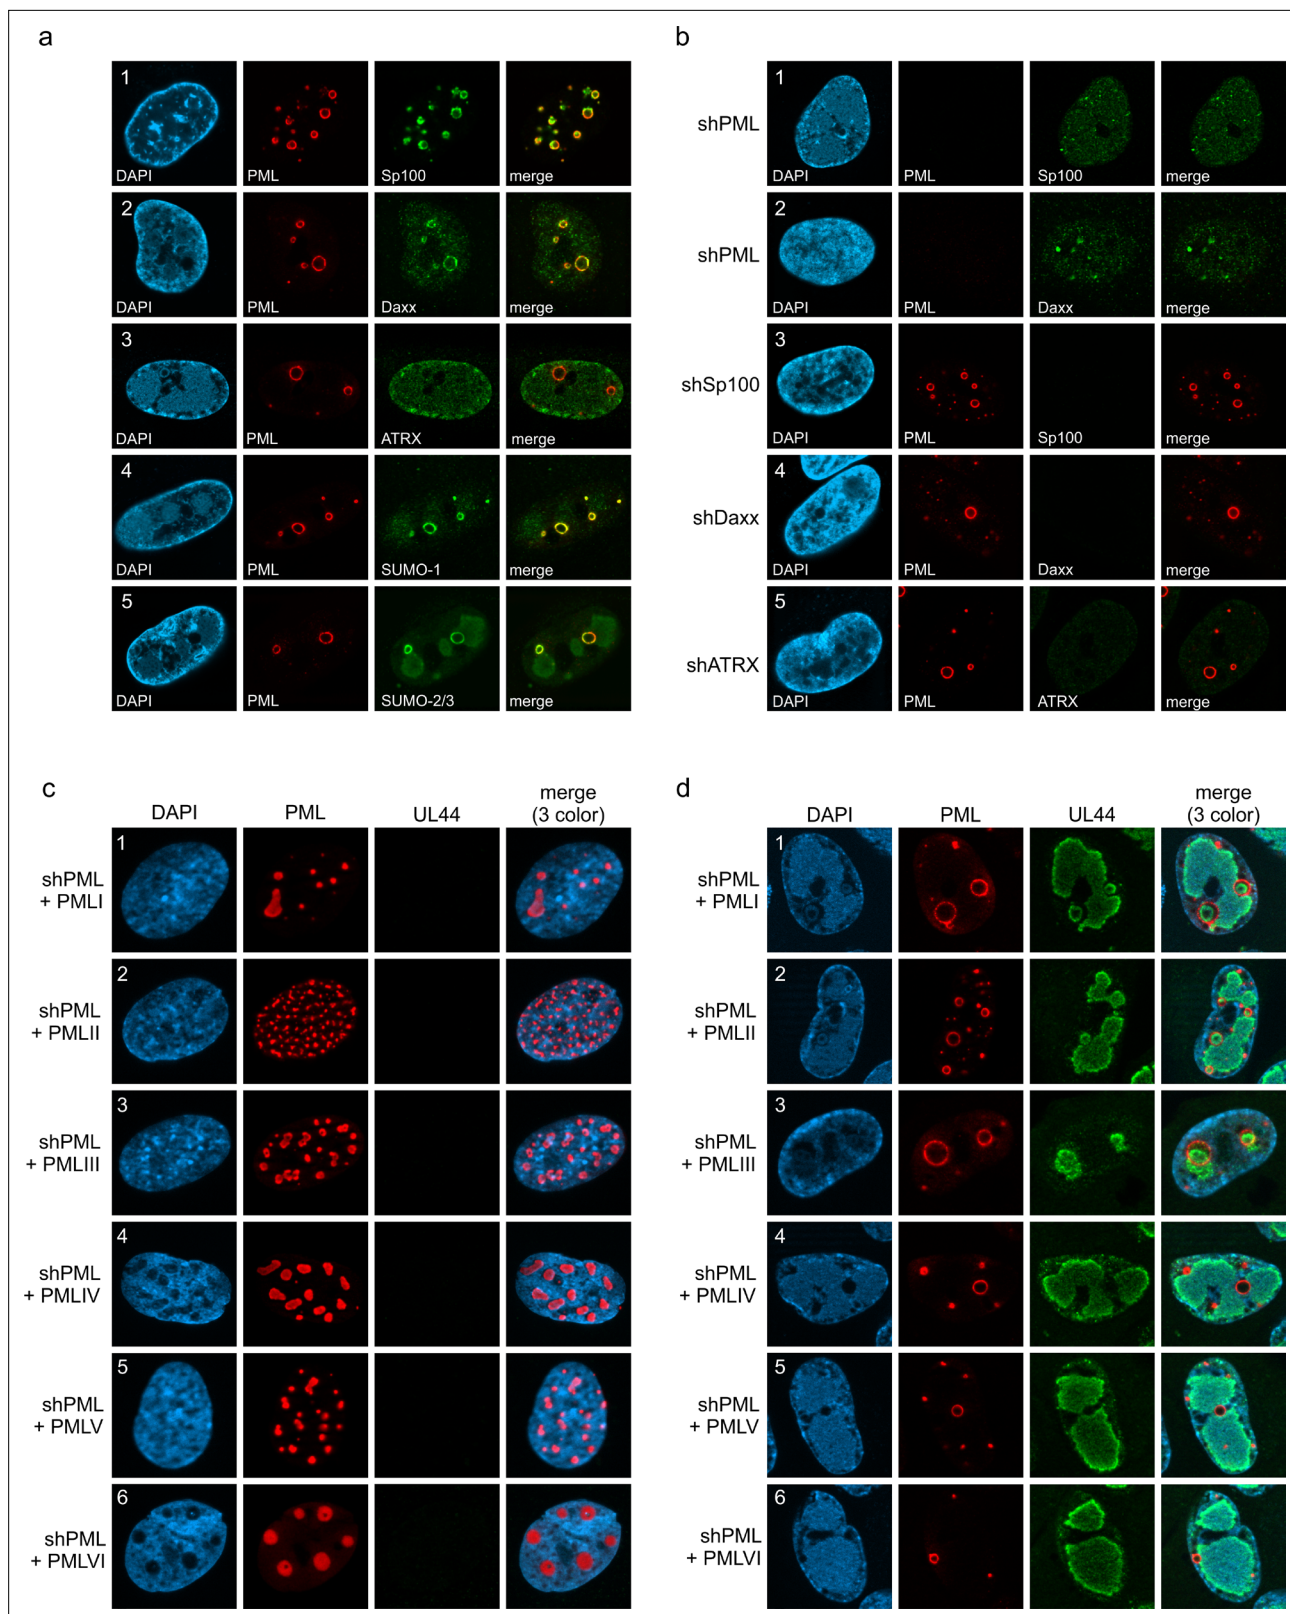 a
1
DAPI PML Sp100 merge
2
DAPI PML Daxx merge
3
DAPI PML ATRX merge
4
DAPI PML SUMO-1 merge
5
DAPI PML SUMO-2/3 merge
b
shPML
1
DAPI PML Sp100 merge
shPML
2
DAPI PML Daxx merge
shSp100
3
DAPI PML Sp100 merge
shDaxx
4
DAPI PML Daxx merge
shATRX
5
DAPI PML ATRX merge
c
DAPI PML UL44 merge
(3 color)
1
shPML
+ PMLI
2
shPML
+ PMLII
3
shPML
+ PMLIII
4
shPML
+ PMLIV
5
shPML
+ PMLV
6
shPML
+ PMLVI
d
DAPI PML UL44 merge
(3 color)
1
shPML
+ PMLI
2
shPML
+ PMLII
3
shPML
+ PMLIII
4
shPML
+ PMLIV
5
shPML
+ PMLV
6
shPML
+ PMLVI